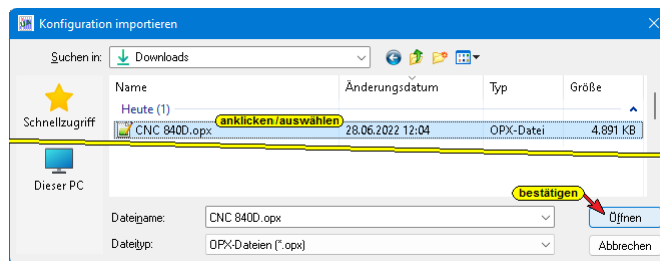 Konfiguration importieren
Suchen in: Downloads
Name Änderungsdatum Typ Größe
Heute (1)
anklicken/auswählen
CNC 840D.opx 28.06.2022 12:04 OPX-Datei 4.891 KB
Schnellzugriff
Dieser PC
bestätigen
Dateiname: CNC 840D.opx Öffnen
Dateityp: OPX-Dateien (*.opx) Abbrechen